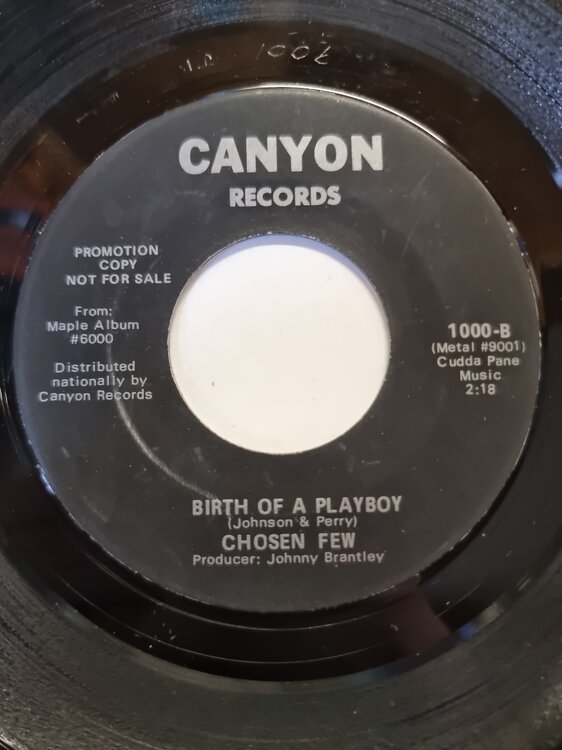 CANYON
RECORDS
PROMOTION
COPY
NOT FOR SALE
From:
Maple Album
#6000
Distributed
nationally by
Canyon Records
1000-B
(Metal #9001)
Cudda Pane
Music
2:18
BIRTH OF A PLAYBOY
(Johnson & Perry)
CHOSEN FEW
Producer: Johnny Brantley